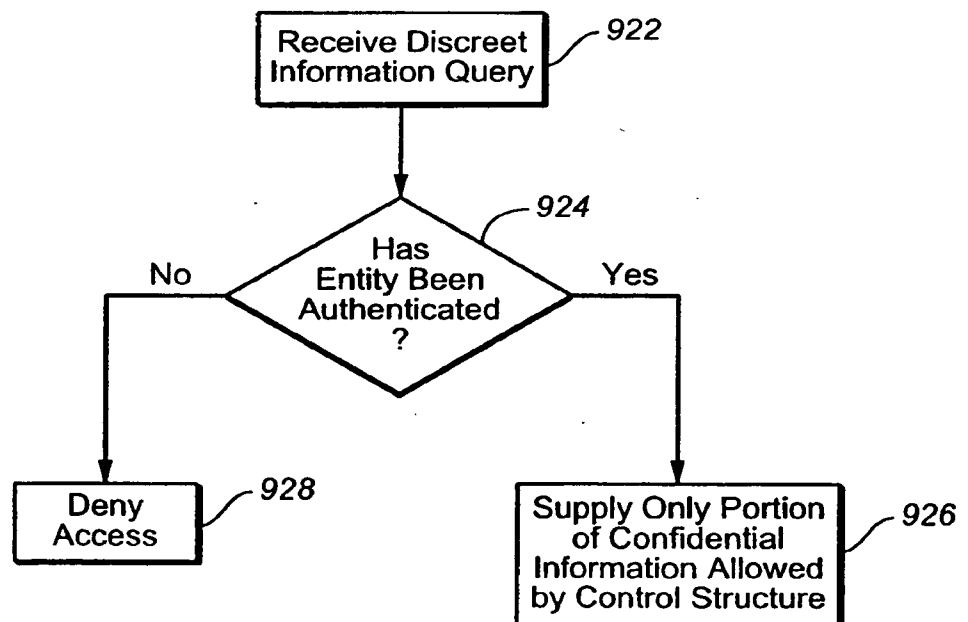 Receive Discreet
Information Query
922
924
Has
Entity Been
Authenticated
?
No
Yes
Deny
Access
928
Supply Only Portion
of Confidential
Information Allowed
by Control Structure
926